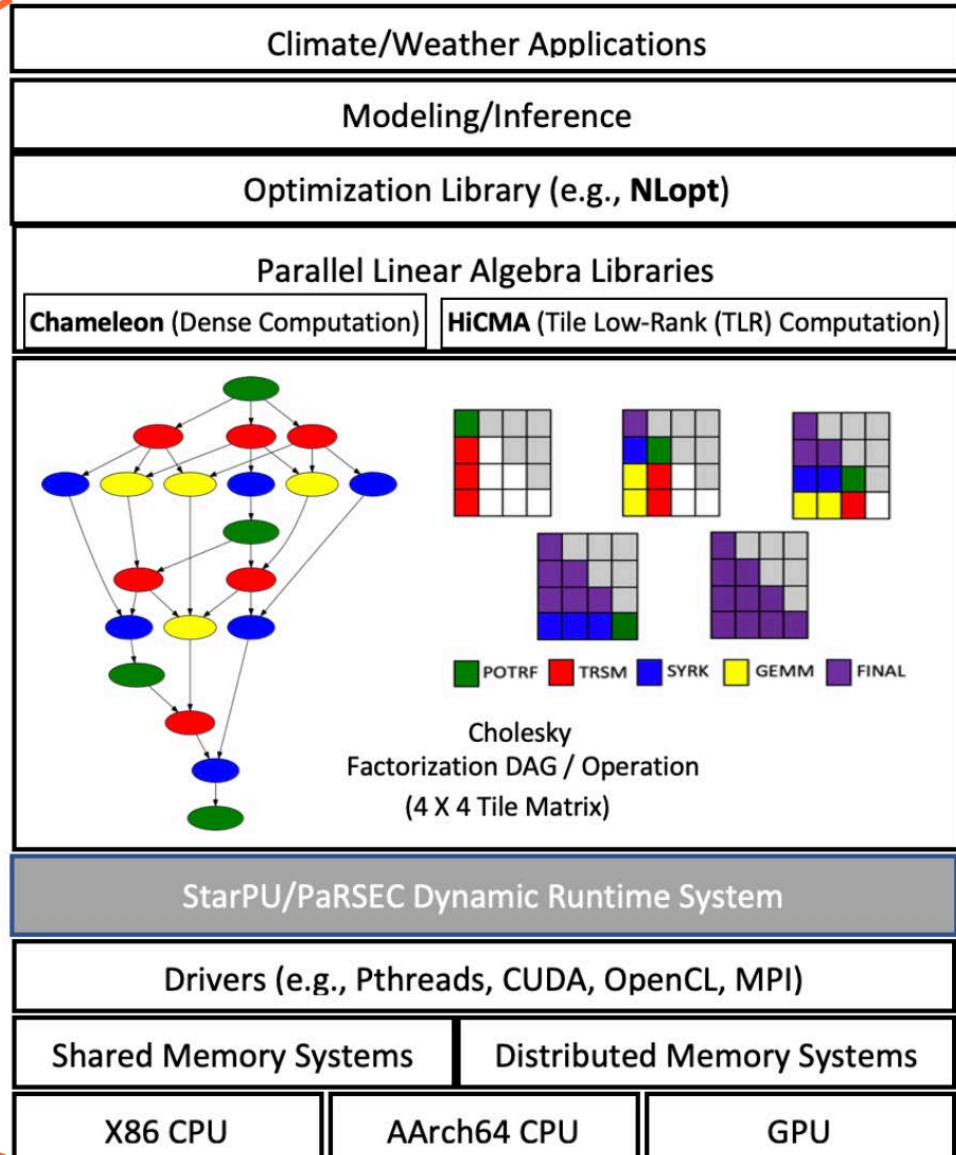 Climate/Weather Applications
Modeling/Inference
Optimization Library (e.g., NLopt)
Parallel Linear Algebra Libraries
Chameleon (Dense Computation)
HiCMA (Tile Low-Rank (TLR) Computation)
POTRF TRSM SYRK GEMM FINAL
Cholesky
Factorization DAG / Operation
(4 X 4 Tile Matrix)
StarPU/PaRSEC Dynamic Runtime System
Drivers (e.g., Pthreads, CUDA, OpenCL, MPI)
Shared Memory Systems
Distributed Memory Systems
X86 CPU
AArch64 CPU
GPU